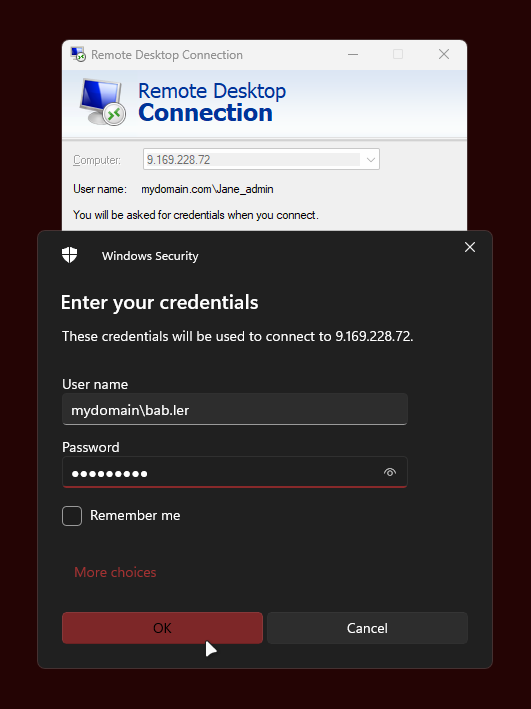 Remote Desktop Connection
Remote Desktop
Connection
Computer: 9.169.228.72
User name: mydomain.com\Jane_admin
You will be asked for credentials when you connect.
Windows Security
Enter your credentials
These credentials will be used to connect to 9.169.228.72.
User name
mydomain\bab.ler
Password
●●●●●●●●●
Remember me
More choices
OK Cancel